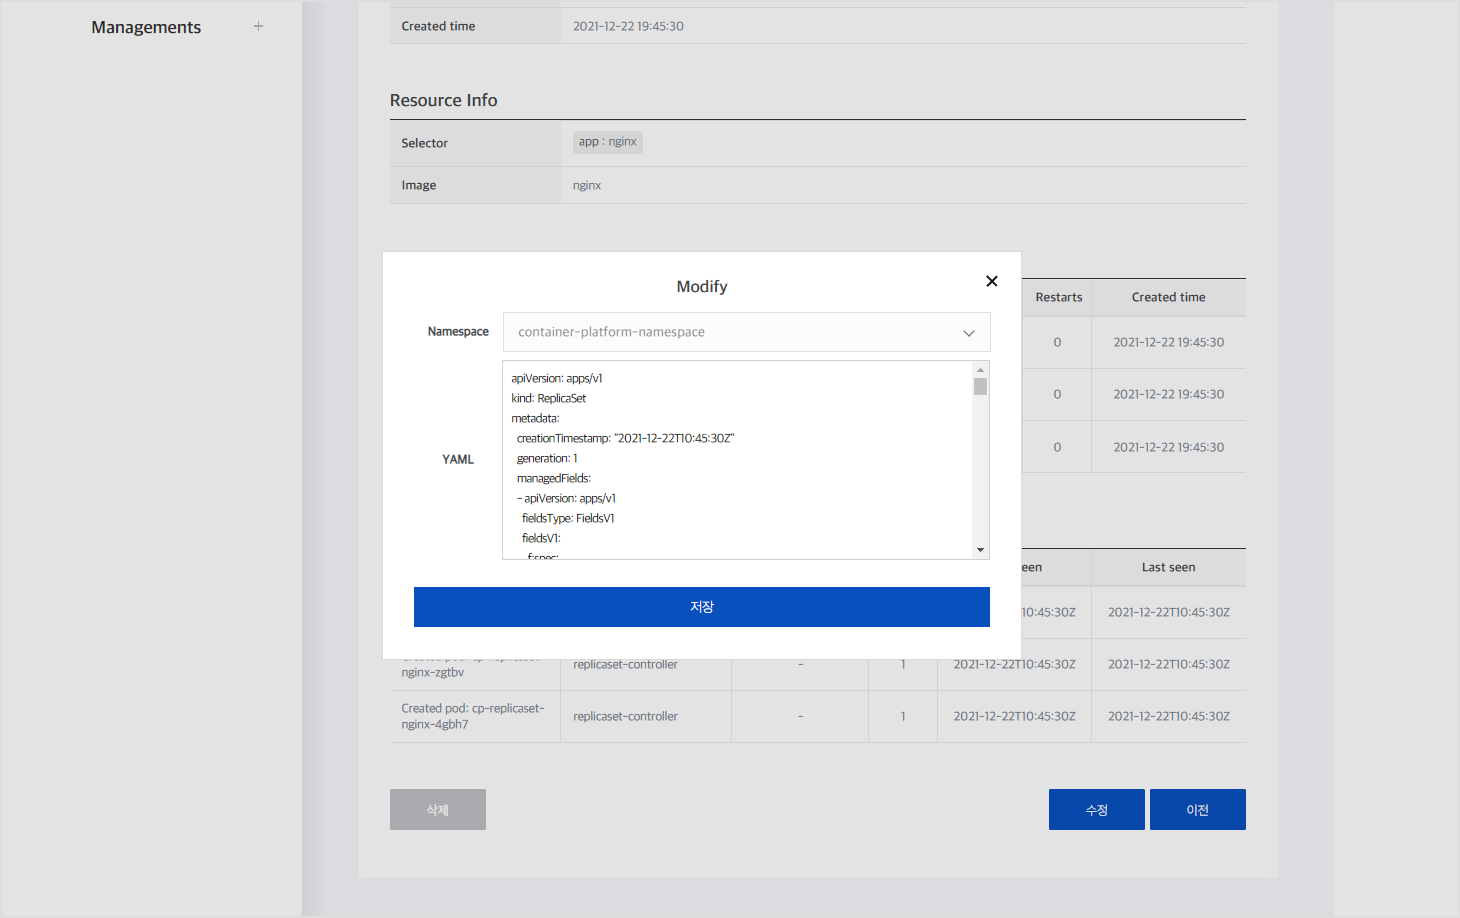 Managements
Created time 2021-12-22 19:45:30
Resource Info
Selector app : nginx
Image nginx
Modify
Namespace container-platform-namespace
YAML
apiVersion: apps/v1
kind: ReplicaSet
metadata:
creationTimestamp: "2021-12-22T10:45:30Z"
generation: 1
managedFields:
- apiVersion: apps/v1
fieldsType: FieldsV1
fieldsV1:
f:spec:
저장
Restarts Created time
0 2021-12-22 19:45:30
0 2021-12-22 19:45:30
0 2021-12-22 19:45:30
een Last seen
10:45:30Z 2021-12-22T10:45:30Z
nginx-zgtbv replicaset-controller - 1 2021-12-22T10:45:30Z 2021-12-22T10:45:30Z
Created pod: cp-replicaset-
nginx-4gbh7 replicaset-controller - 1 2021-12-22T10:45:30Z 2021-12-22T10:45:30Z
삭제 수정 이전